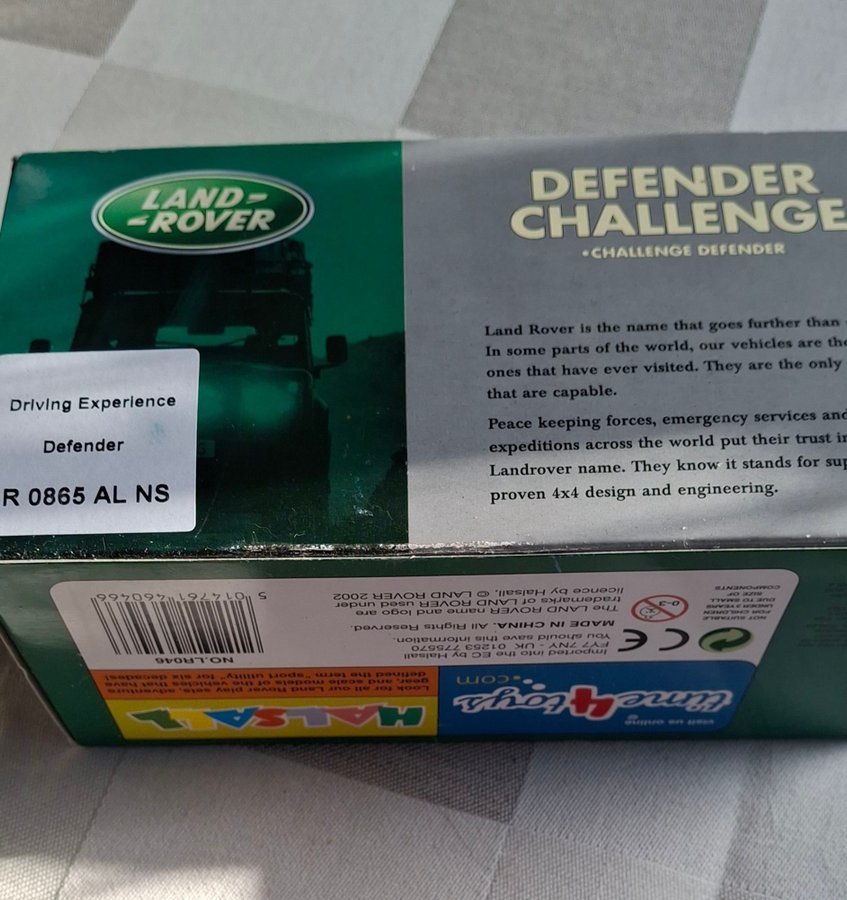 LAND-
-ROVER
DEFENDER
CHALLENGE
•CHALLENGE DEFENDER
Land Rover is the name that goes further than
In some parts of the world, our vehicles are the
ones that have ever visited. They are the only
that are capable.
Peace keeping forces, emergency services and
expeditions across the world put their trust in
Landrover name. They know it stands for
proven 4x4 design and engineering.
Driving Experience
Defender
R 0865 AL NS
visit us online @
time4toys
.com
HALSALL
Look for all our Land Rover play sets, adventure
gear, and scale models of the vehicles that have
defined the term "sport utility" for six decades!
Imported into the EC by Halsall
FY7 7NY - UK 01253 775570
You should save this information.
MADE IN CHINA. All Rights Reserved.
The LAND ROVER name and logo are
trademarks of LAND ROVER used under
licence by Halsall, © LAND ROVER 2002
CE
0-3
NOT SUITABLE
FOR CHILDREN
UNDER 3 YEARS
DUE TO SMALL
SIZE OF
COMPONENTS
NO.LR046
5 014761 460466